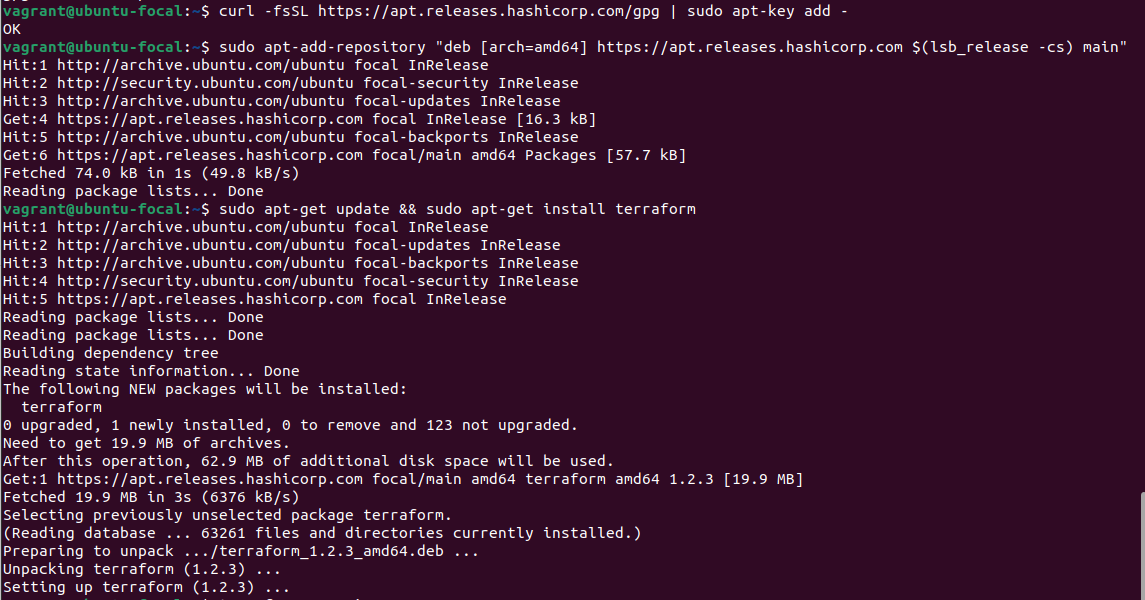 vagrant@ubuntu-focal:~$ curl -fsSL https://apt.releases.hashicorp.com/gpg | sudo apt-key add -
OK
vagrant@ubuntu-focal:~$ sudo apt-add-repository "deb [arch=amd64] https://apt.releases.hashicorp.com $(lsb_release -cs) main"
Hit:1 http://archive.ubuntu.com/ubuntu focal InRelease
Hit:2 http://security.ubuntu.com/ubuntu focal-security InRelease
Hit:3 http://archive.ubuntu.com/ubuntu focal-updates InRelease
Get:4 https://apt.releases.hashicorp.com focal InRelease [16.3 kB]
Hit:5 http://archive.ubuntu.com/ubuntu focal-backports InRelease
Get:6 https://apt.releases.hashicorp.com focal/main amd64 Packages [57.7 kB]
Fetched 74.0 kB in 1s (49.8 kB/s)
Reading package lists... Done
vagrant@ubuntu-focal:~$ sudo apt-get update && sudo apt-get install terraform
Hit:1 http://archive.ubuntu.com/ubuntu focal InRelease
Hit:2 http://archive.ubuntu.com/ubuntu focal-updates InRelease
Hit:3 http://archive.ubuntu.com/ubuntu focal-backports InRelease
Hit:4 http://security.ubuntu.com/ubuntu focal-security InRelease
Hit:5 https://apt.releases.hashicorp.com focal InRelease
Reading package lists... Done
Reading package lists... Done
Building dependency tree
Reading state information... Done
The following NEW packages will be installed:
  terraform
0 upgraded, 1 newly installed, 0 to remove and 123 not upgraded.
Need to get 19.9 MB of archives.
After this operation, 62.9 MB of additional disk space will be used.
Get:1 https://apt.releases.hashicorp.com focal/main amd64 terraform amd64 1.2.3 [19.9 MB]
Fetched 19.9 MB in 3s (6376 kB/s)
Selecting previously unselected package terraform.
(Reading database ... 63261 files and directories currently installed.)
Preparing to unpack .../terraform_1.2.3_amd64.deb ...
Unpacking terraform (1.2.3) ...
Setting up terraform (1.2.3) ...